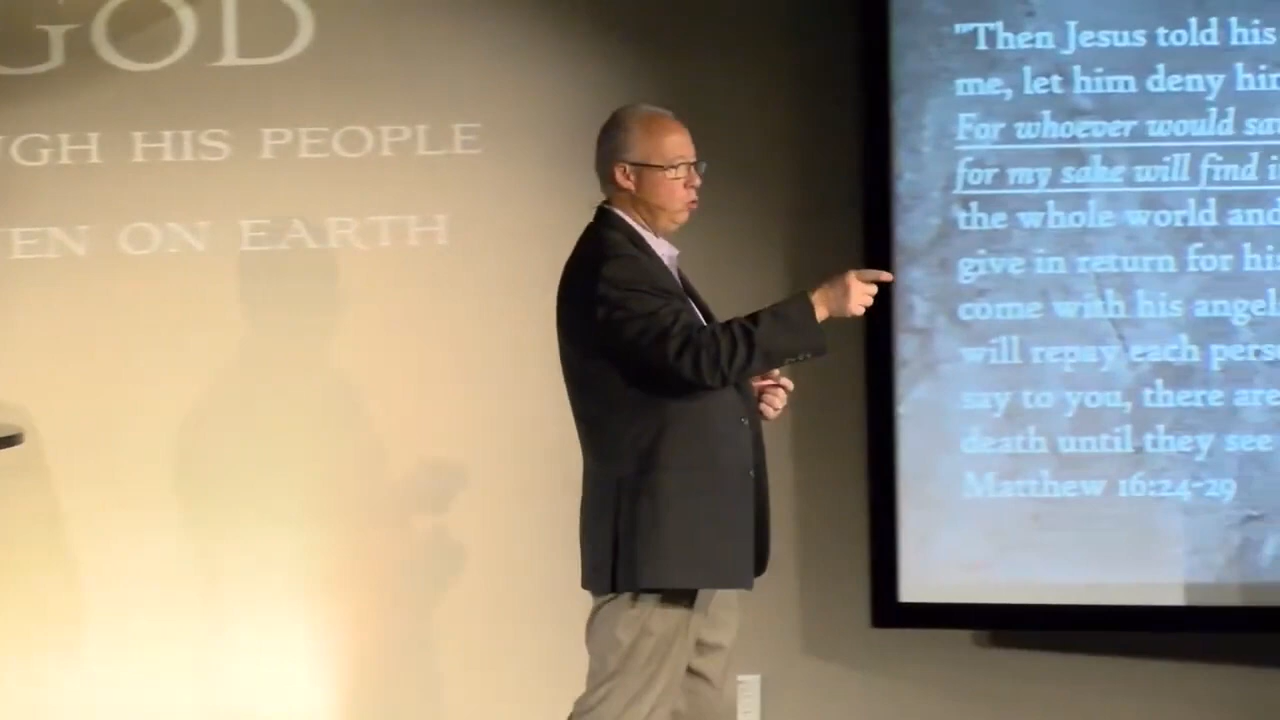 GOD
UGH HIS PEOPLE
EN ON EARTH
"Then Jesus told his
me, let him deny hi
For whoever would sa
for my sake will find i
the whole world and
give in return for his
come with his angel
will repay each pers
say to you, there are
death until they see
Matthew 16:24-29